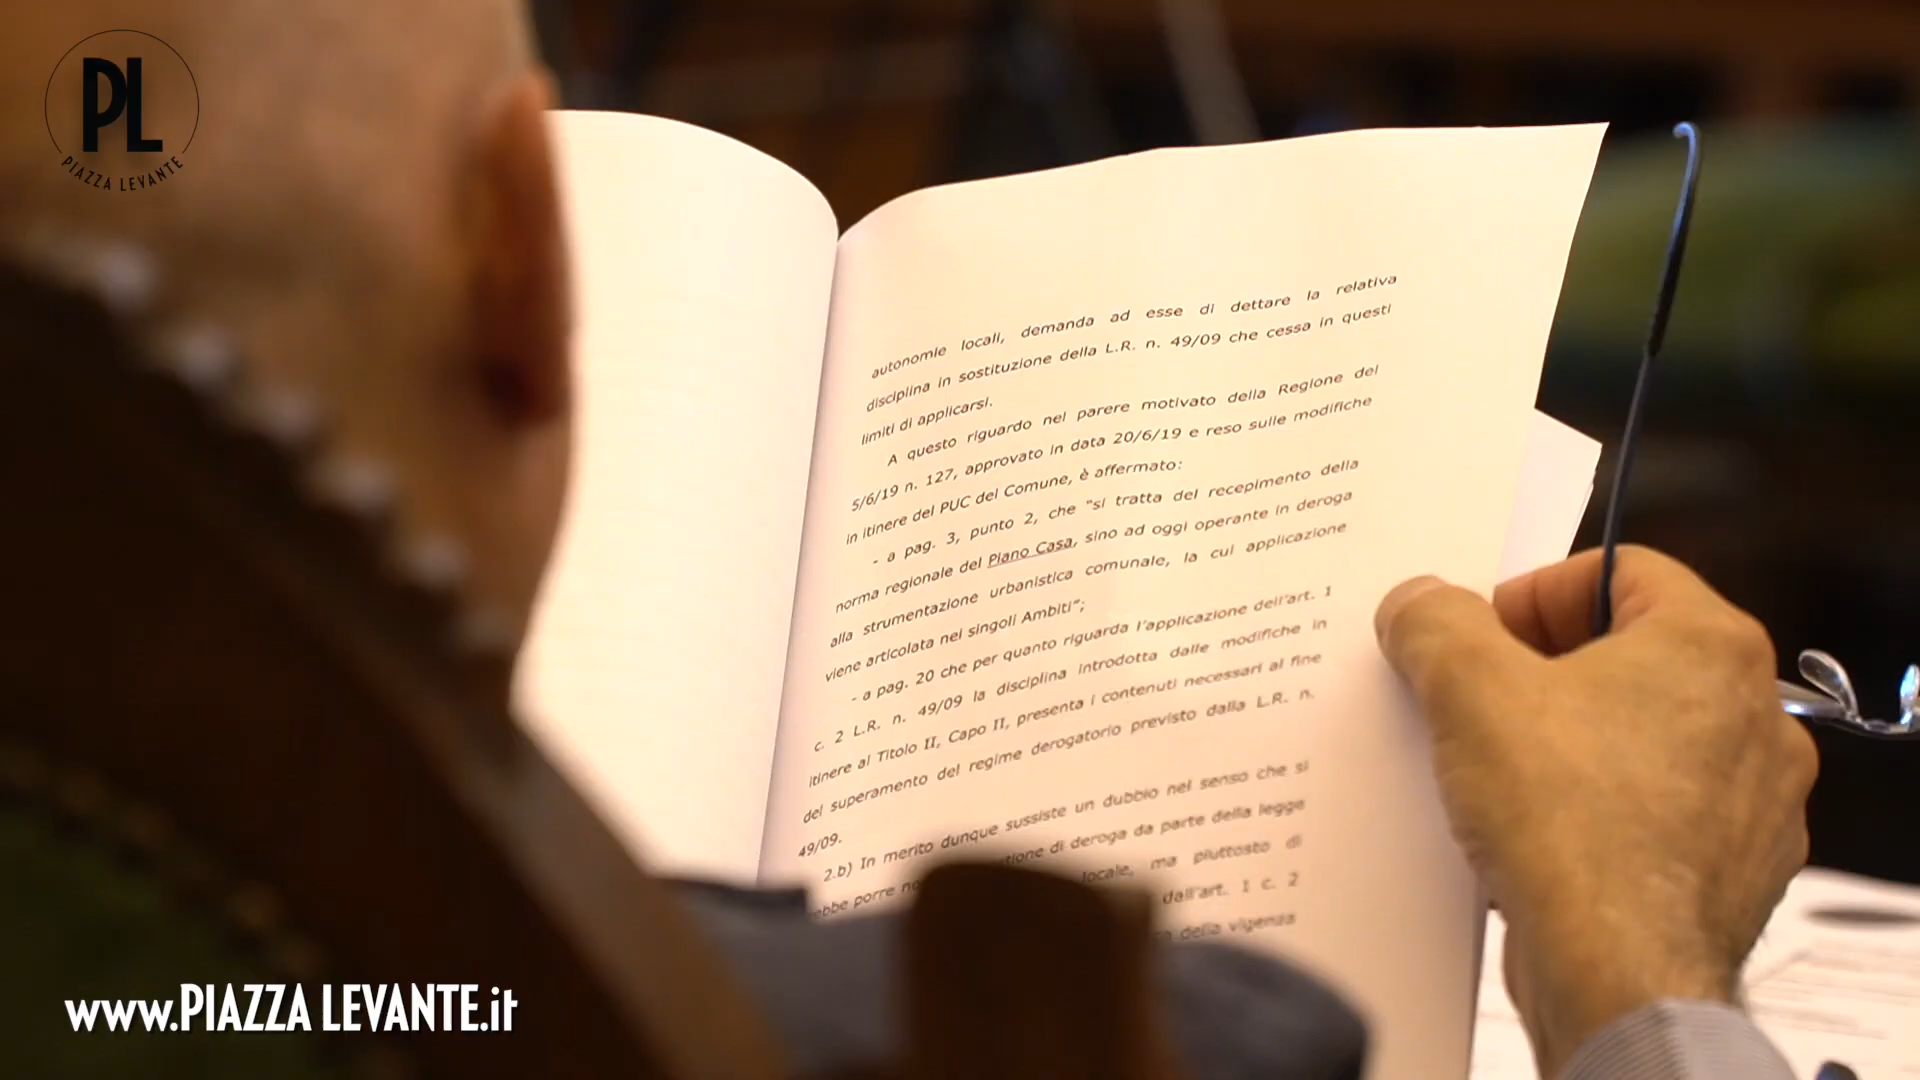 PL
PIAZZA LEVANTE
autonomie locali, demanda ad esse di dettare la relativa
disciplina in sostituzione della L.R. n. 49/09 che cessa in questi
limiti di applicarsi.
A questo riguardo nel parere motivato della Regione del
5/6/19 n. 127, approvato in data 20/6/19 e reso sulle modifiche
in itinere del PUC del Comune, è affermato:
- a pag. 3, punto 2, che "si tratta del recepimento della
norma regionale del Piano Casa, sino ad oggi operante in deroga
alla strumentazione urbanistica comunale, la cui applicazione
viene articolata nei singoli Ambiti";
- a pag. 20 che per quanto riguarda l'applicazione dell'art. 1
c. 2 L.R. n. 49/09 la disciplina introdotta dalle modifiche in
itinere al Titolo II, Capo II, presenta i contenuti necessari al fine
del superamento del regime derogatorio previsto dalla L.R. n.
49/09.
2.b) In merito dunque sussiste un dubbio nel senso che si
ebbe porre di deroga da parte della legge
locale, ma piuttosto di
dall'art. 1 c. 2
della vigenza
www.PIAZZA LEVANTE.it